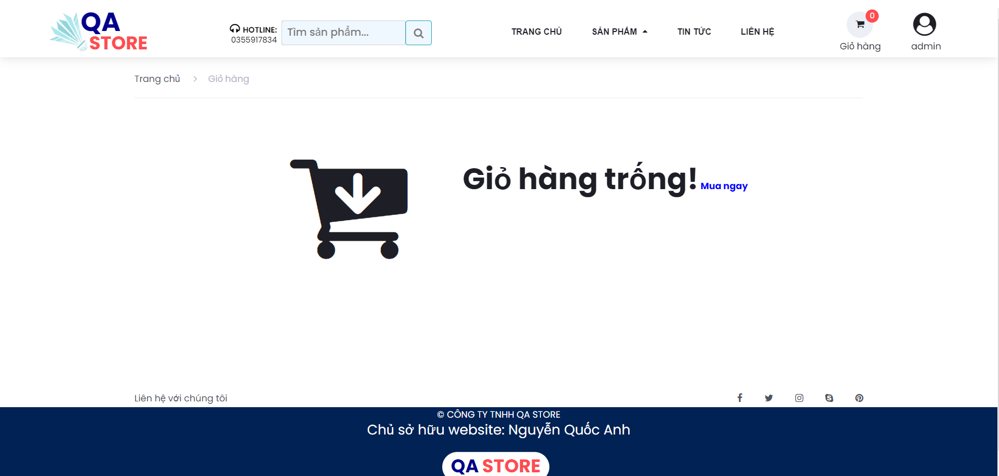 QA
STORE
HOTLINE:
0355917834
Tìm sản phẩm...
TRANG CHỦ
SẢN PHẨM
TIN TỨC
LIÊN HỆ
0
Giỏ hàng
admin
Trang chủ
Giỏ hàng
Giỏ hàng trống! Mua ngay
Liên hệ với chúng tôi
© CÔNG TY TNHH QA STORE
Chủ sở hữu website: Nguyễn Quốc Anh
QA STORE